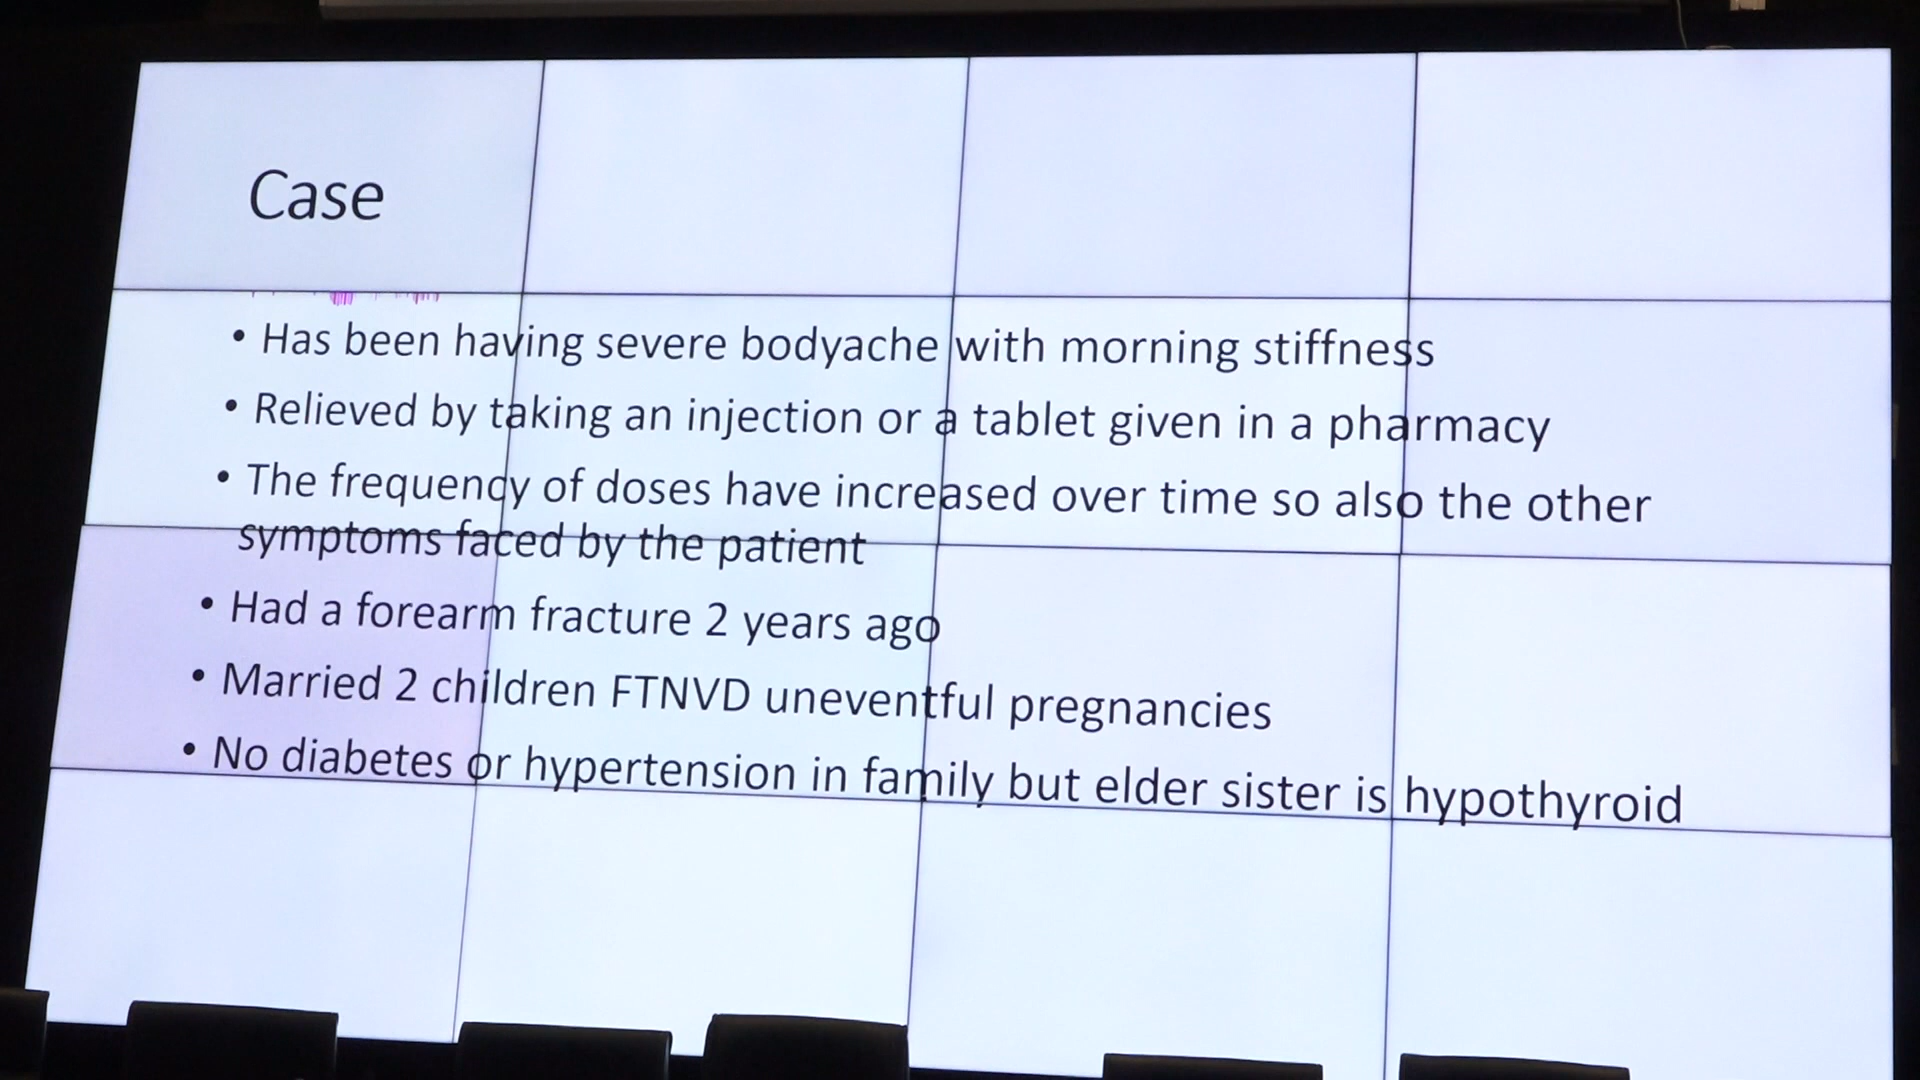 Case
• Has been having severe bodyache with morning stiffness
• Relieved by taking an injection or a tablet given in a pharmacy
• The frequency of doses have increased over time so also the other
symptoms faced by the patient
• Had a forearm fracture 2 years ago
• Married 2 children FTNVD uneventful pregnancies
• No diabetes or hypertension in family but elder sister is hypothyroid